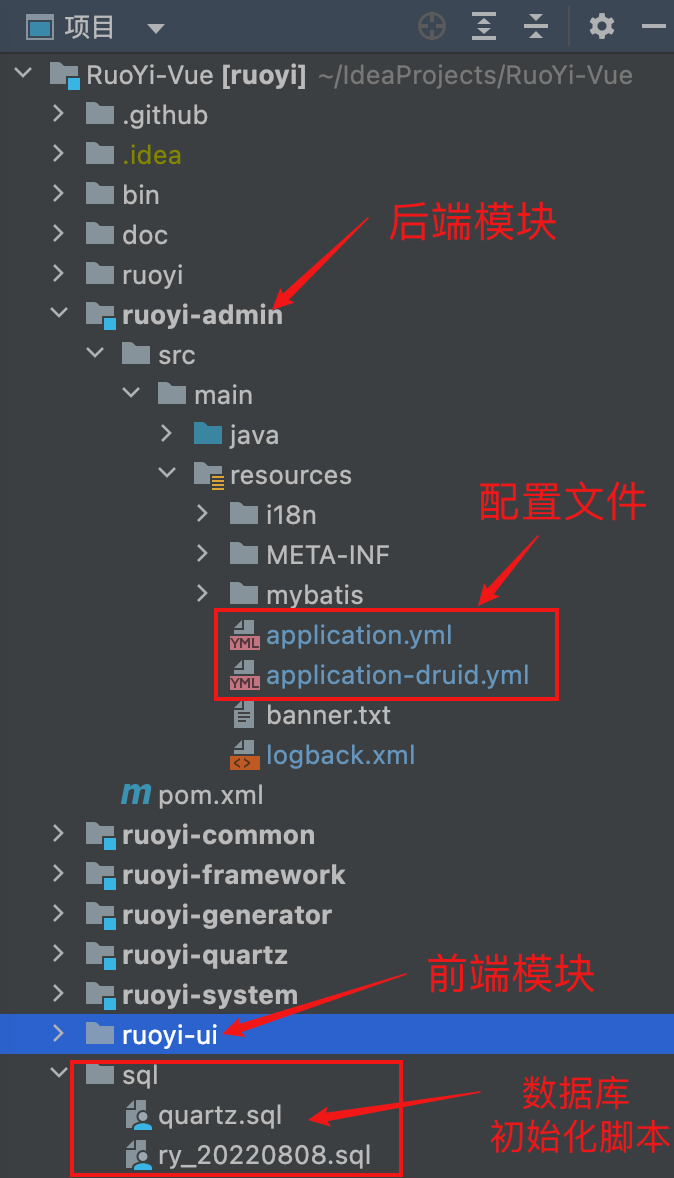 项目
RuoYi-Vue [ruoyi] ~/IdeaProjects/RuoYi-Vue
.github
.idea
bin
doc
后端模块
ruoyi
ruoyi-admin
src
main
java
resources
配置文件
i18n
META-INF
mybatis
YML application.yml
YML application-druid.yml
banner.txt
<> logback.xml
m pom.xml
ruoyi-common
ruoyi-framework
ruoyi-generator
ruoyi-quartz
前端模块
ruoyi-system
ruoyi-ui
sql
数据库
初始化脚本
quartz.sql
ry_20220808.sql